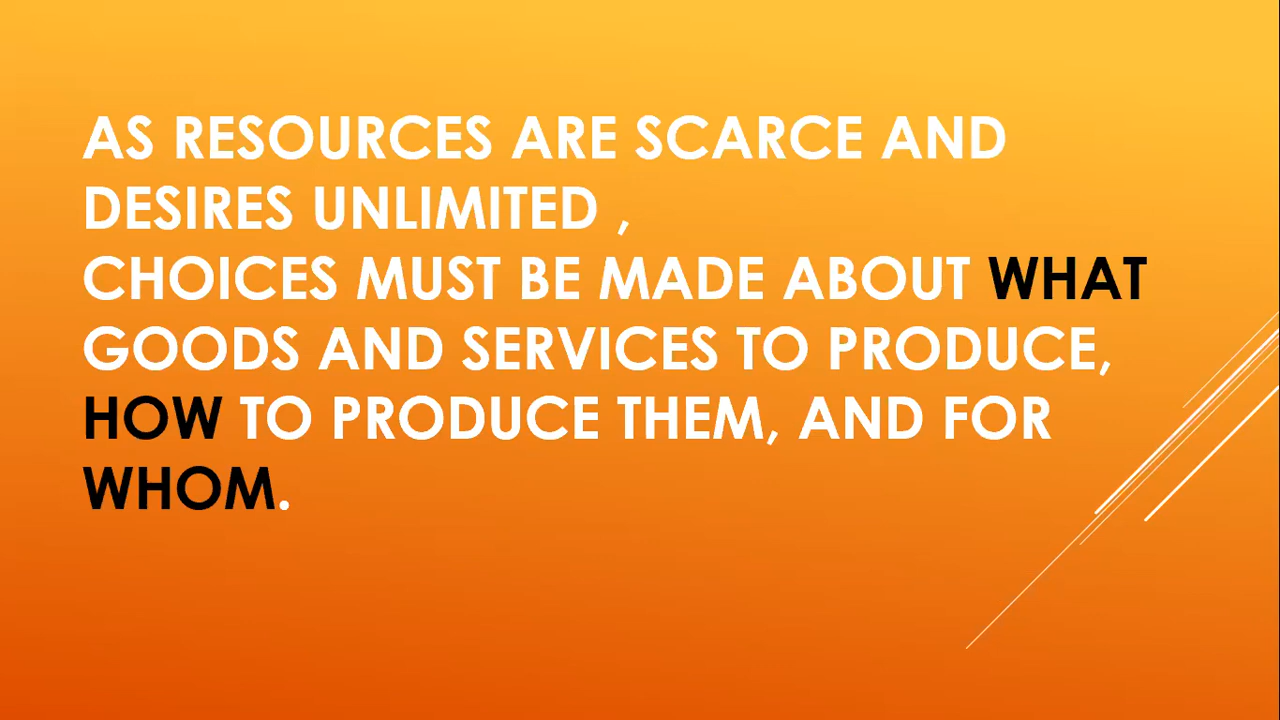 AS RESOURCES ARE SCARCE AND
DESIRES UNLIMITED ,
CHOICES MUST BE MADE ABOUT WHAT
GOODS AND SERVICES TO PRODUCE,
HOW TO PRODUCE THEM, AND FOR
WHOM.